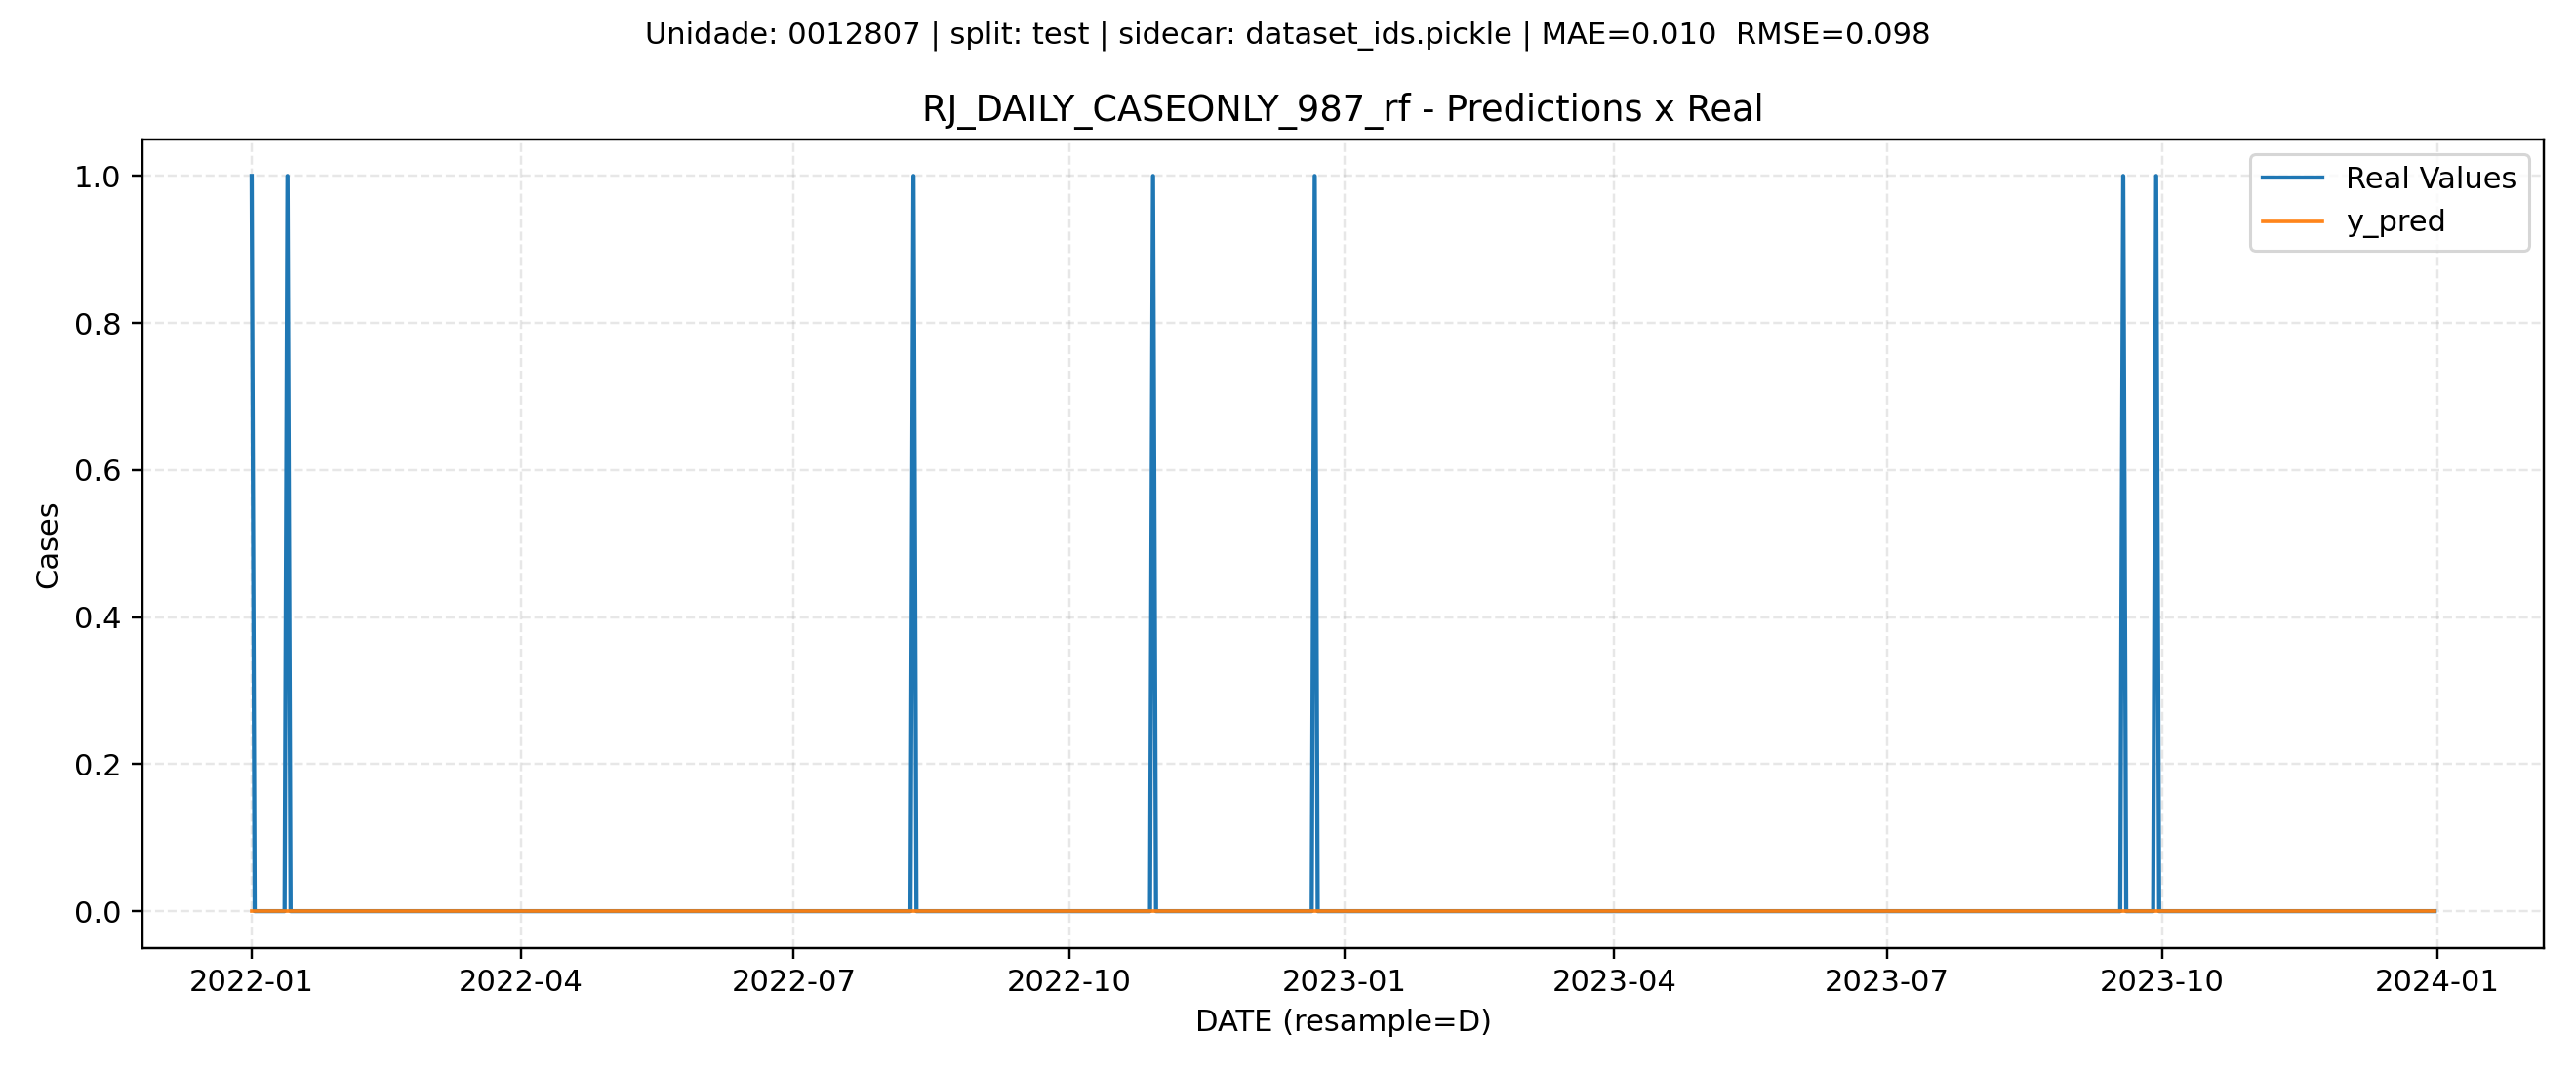 Unidade: 0012807 | split: test | sidecar: dataset_ids.pickle | MAE=0.010  RMSE=0.098
RJ_DAILY_CASEONLY_987_rf - Predictions x Real
Real Values
y_pred
1.0
0.8
0.6
0.4
0.2
0.0
Cases
2022-01 2022-04 2022-07 2022-10 2023-01 2023-04 2023-07 2023-10 2024-01
DATE (resample=D)